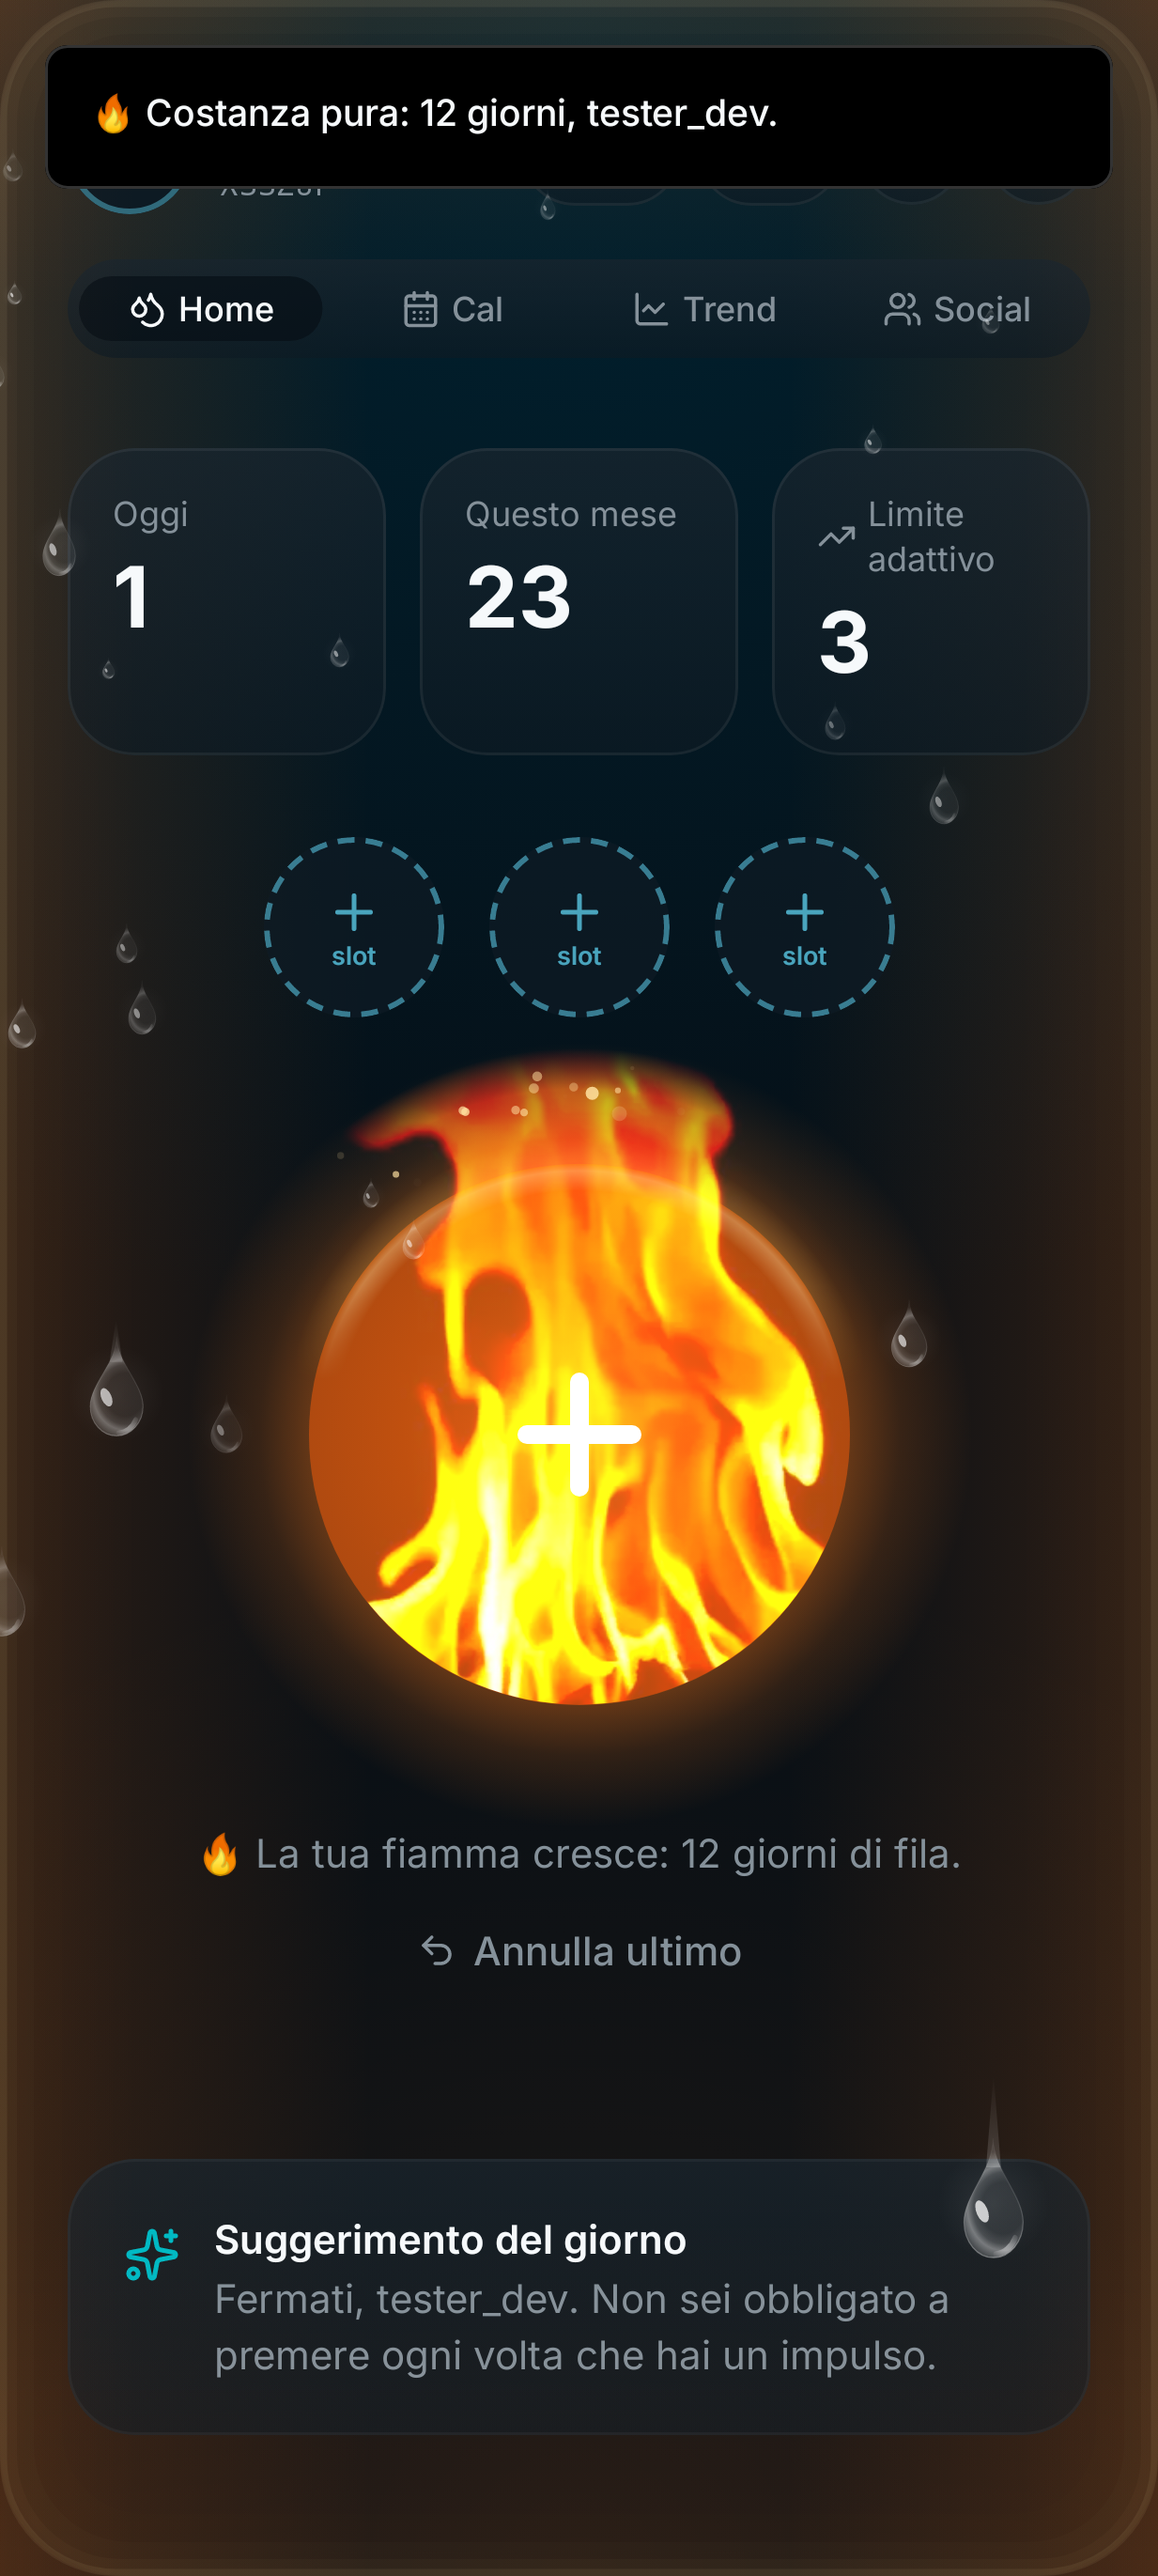 🔥 Costanza pura: 12 giorni, tester_dev.
Home
Cal
Trend
Social
Oggi
1
Questo mese
23
Limite
adattivo
3
slot
slot
slot
🔥 La tua fiamma cresce: 12 giorni di fila.
Annulla ultimo
Suggerimento del giorno
Fermati, tester_dev. Non sei obbligato a
premere ogni volta che hai un impulso.